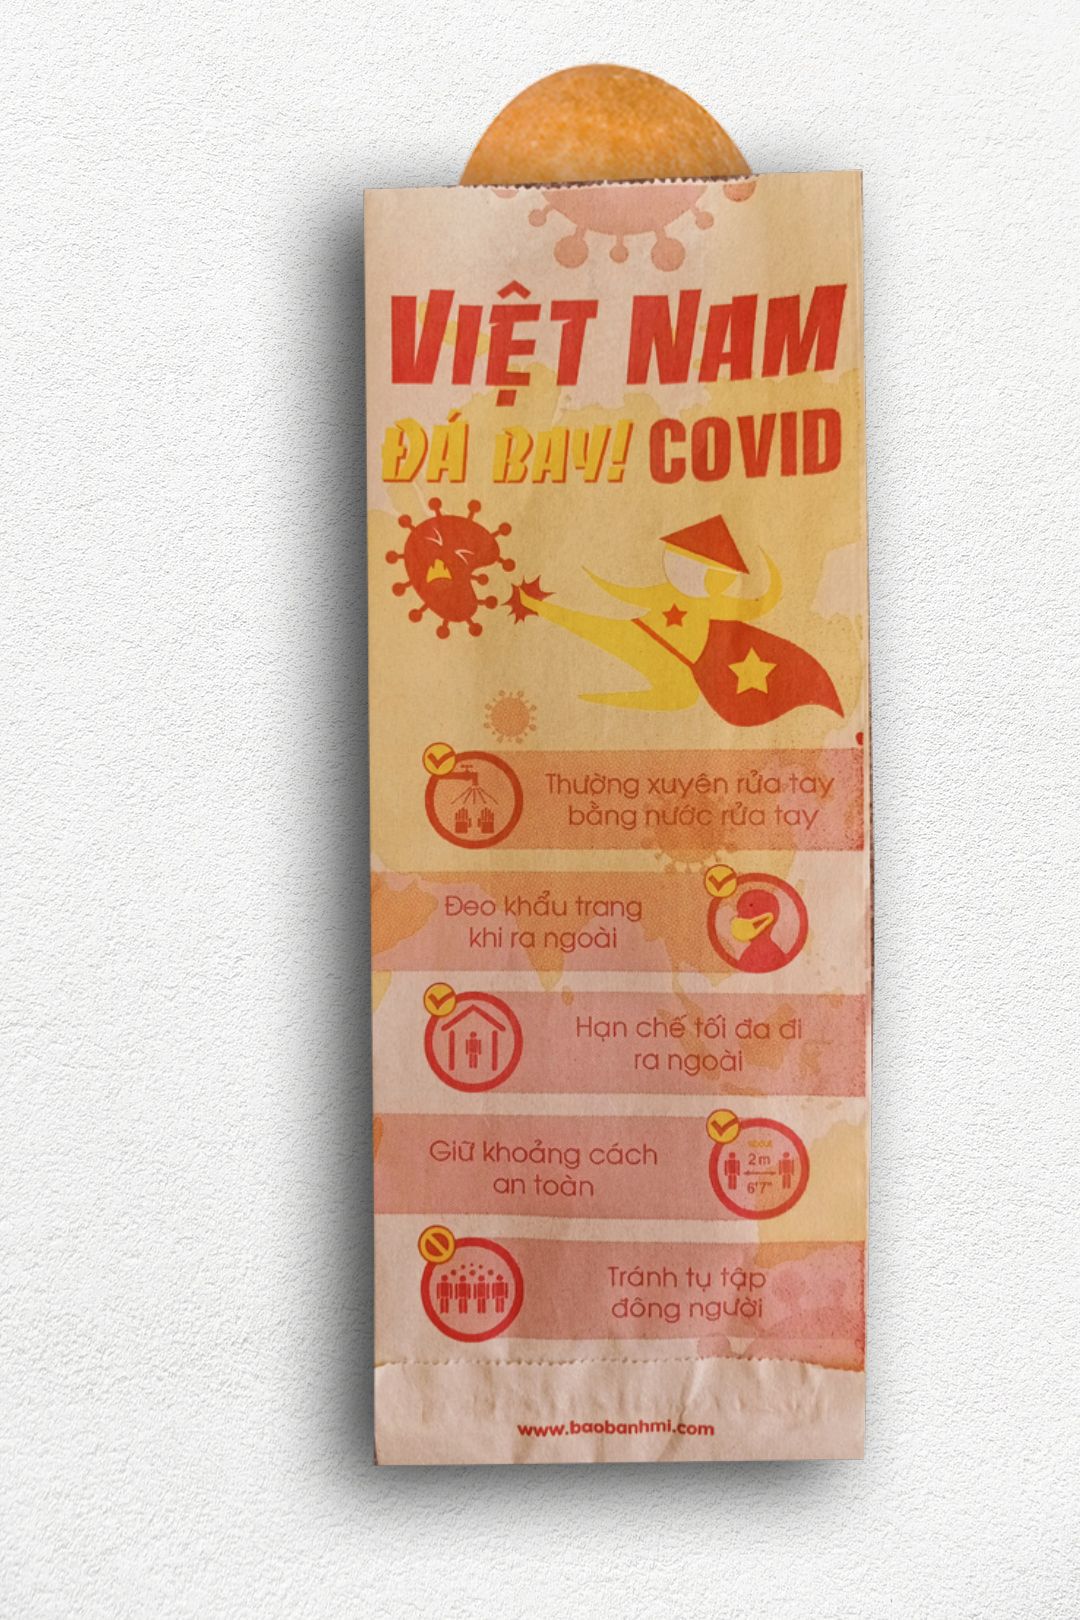 VIỆT NAM
ĐÁ BAY! COVID
Thường xuyên rửa tay
bằng nước rửa tay
Đeo khẩu trang
khi ra ngoài
Hạn chế tối đa đi
ra ngoài
Giữ khoảng cách
an toàn
about
2m
6'7"
Tránh tụ tập
đông người
www.baobanhmi.com